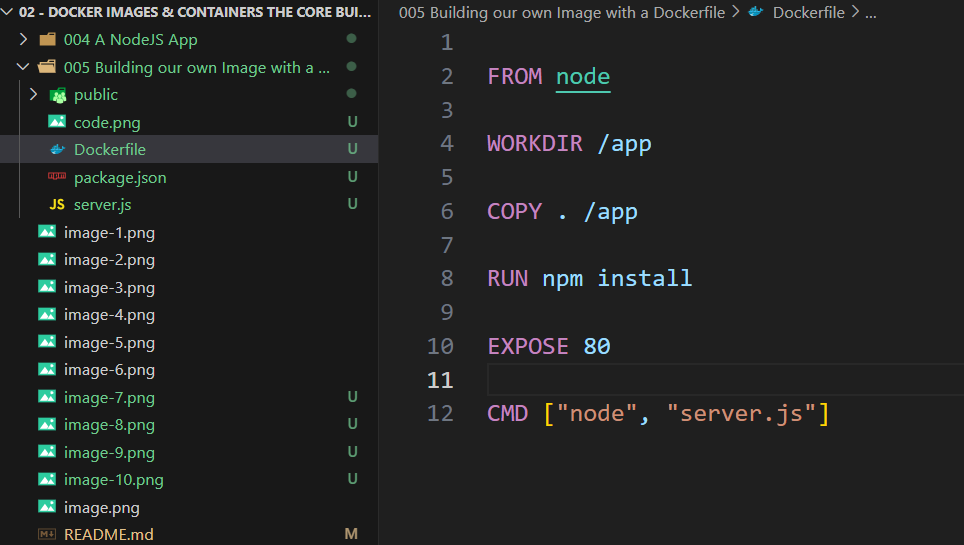 02 - DOCKER IMAGES & CONTAINERS THE CORE BUI...
004 A NodeJS App
005 Building our own Image with a ...
public
code.png U
Dockerfile U
package.json U
JS server.js U
image-1.png
image-2.png
image-3.png
image-4.png
image-5.png
image-6.png
image-7.png U
image-8.png U
image-9.png U
image-10.png U
image.png
README.md M
005 Building our own Image with a Dockerfile > Dockerfile > ...
1
2 FROM node
3
4 WORKDIR /app
5
6 COPY . /app
7
8 RUN npm install
9
10 EXPOSE 80
11
12 CMD ["node", "server.js"]